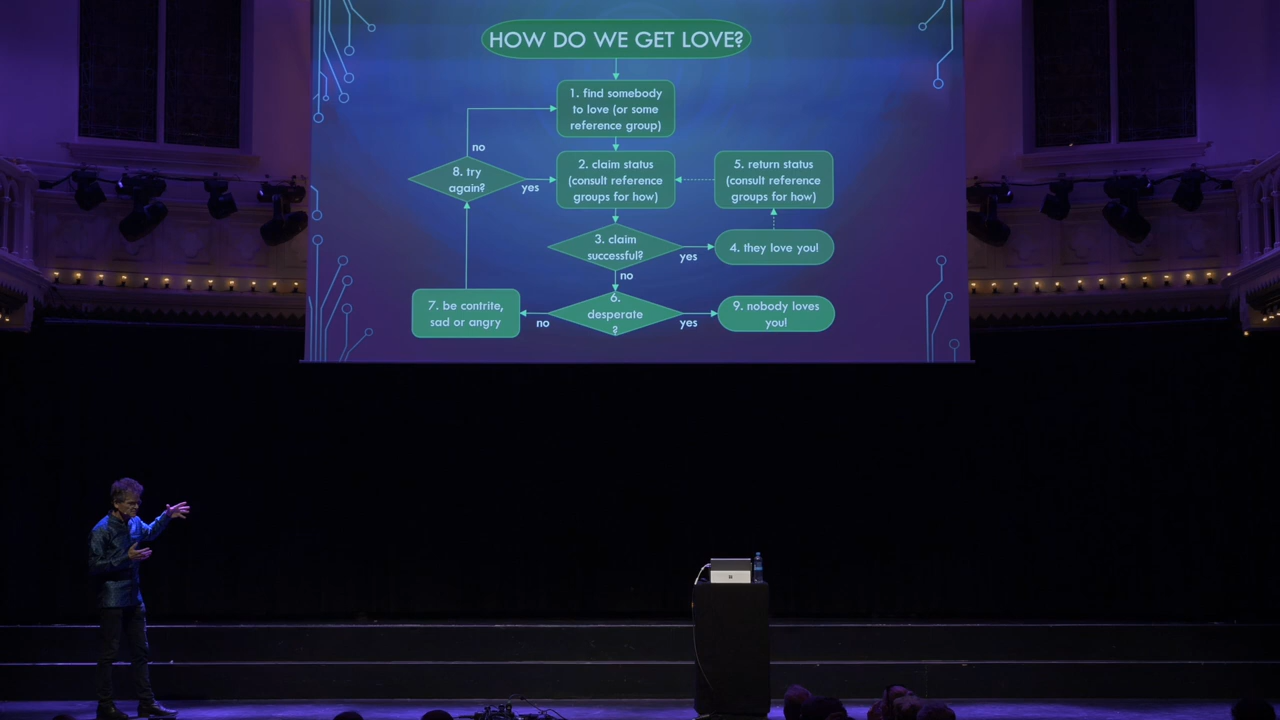 HOW DO WE GET LOVE?
1. find somebody
to love (or some
reference group)
no
8. try
again?
yes
2. claim status
(consult reference
groups for how)
5. return status
(consult reference
groups for how)
3. claim
successful?
yes
4. they love you!
no
7. be contrite,
sad or angry
no
6.
desperate
?
yes
9. nobody loves
you!